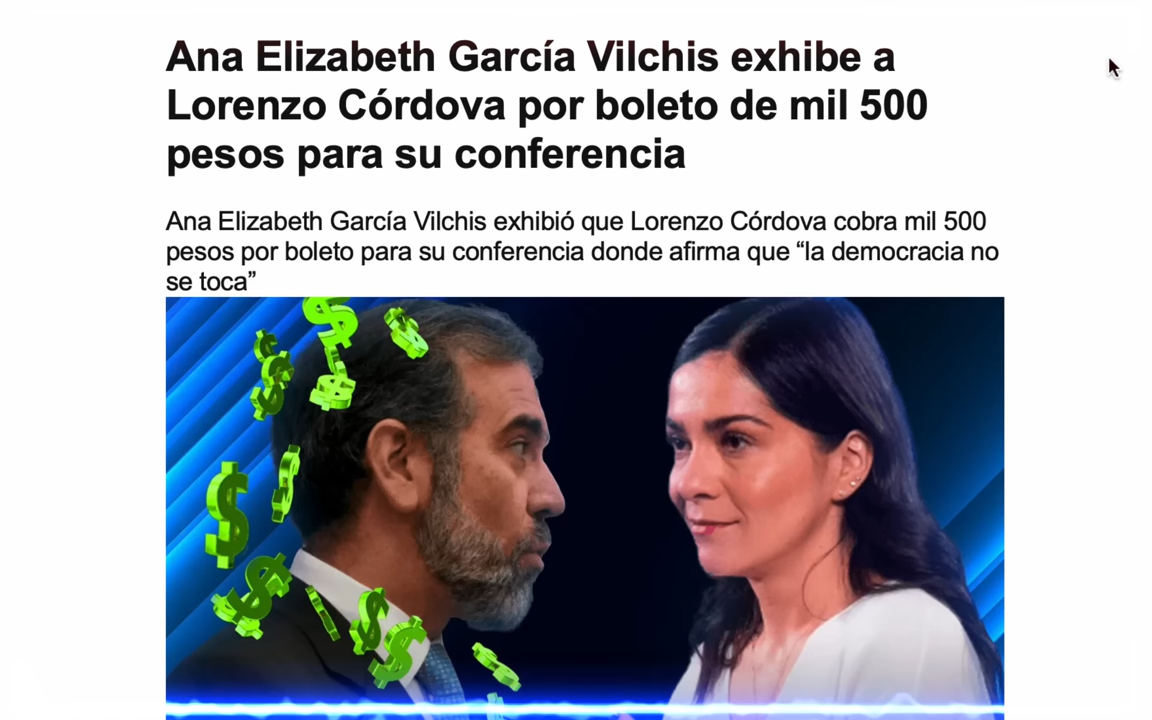 Ana Elizabeth García Vilchis exhibe a
Lorenzo Córdova por boleto de mil 500
pesos para su conferencia
Ana Elizabeth García Vilchis exhibió que Lorenzo Córdova cobra mil 500
pesos por boleto para su conferencia donde afirma que “la democracia no
se toca”